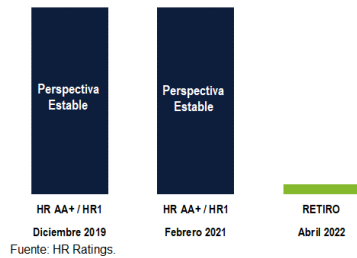 Perspectiva Estable
Perspectiva Estable
HR AA+ / HR1
HR AA+ / HR1
RETIRO
Diciembre 2019
Febrero 2021
Abril 2022
Fuente: HR Ratings.